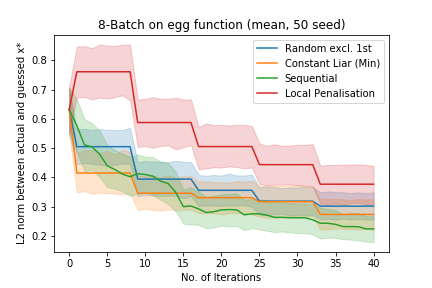 8-Batch on egg function (mean, 50 seed)
L2 norm between actual and guessed x*
0.8
0.7
0.6
0.5
0.4
0.3
0.2
Random excl. 1st
Constant Liar (Min)
Sequential
Local Penalisation
0 5 10 15 20 25 30 35 40
No. of Iterations